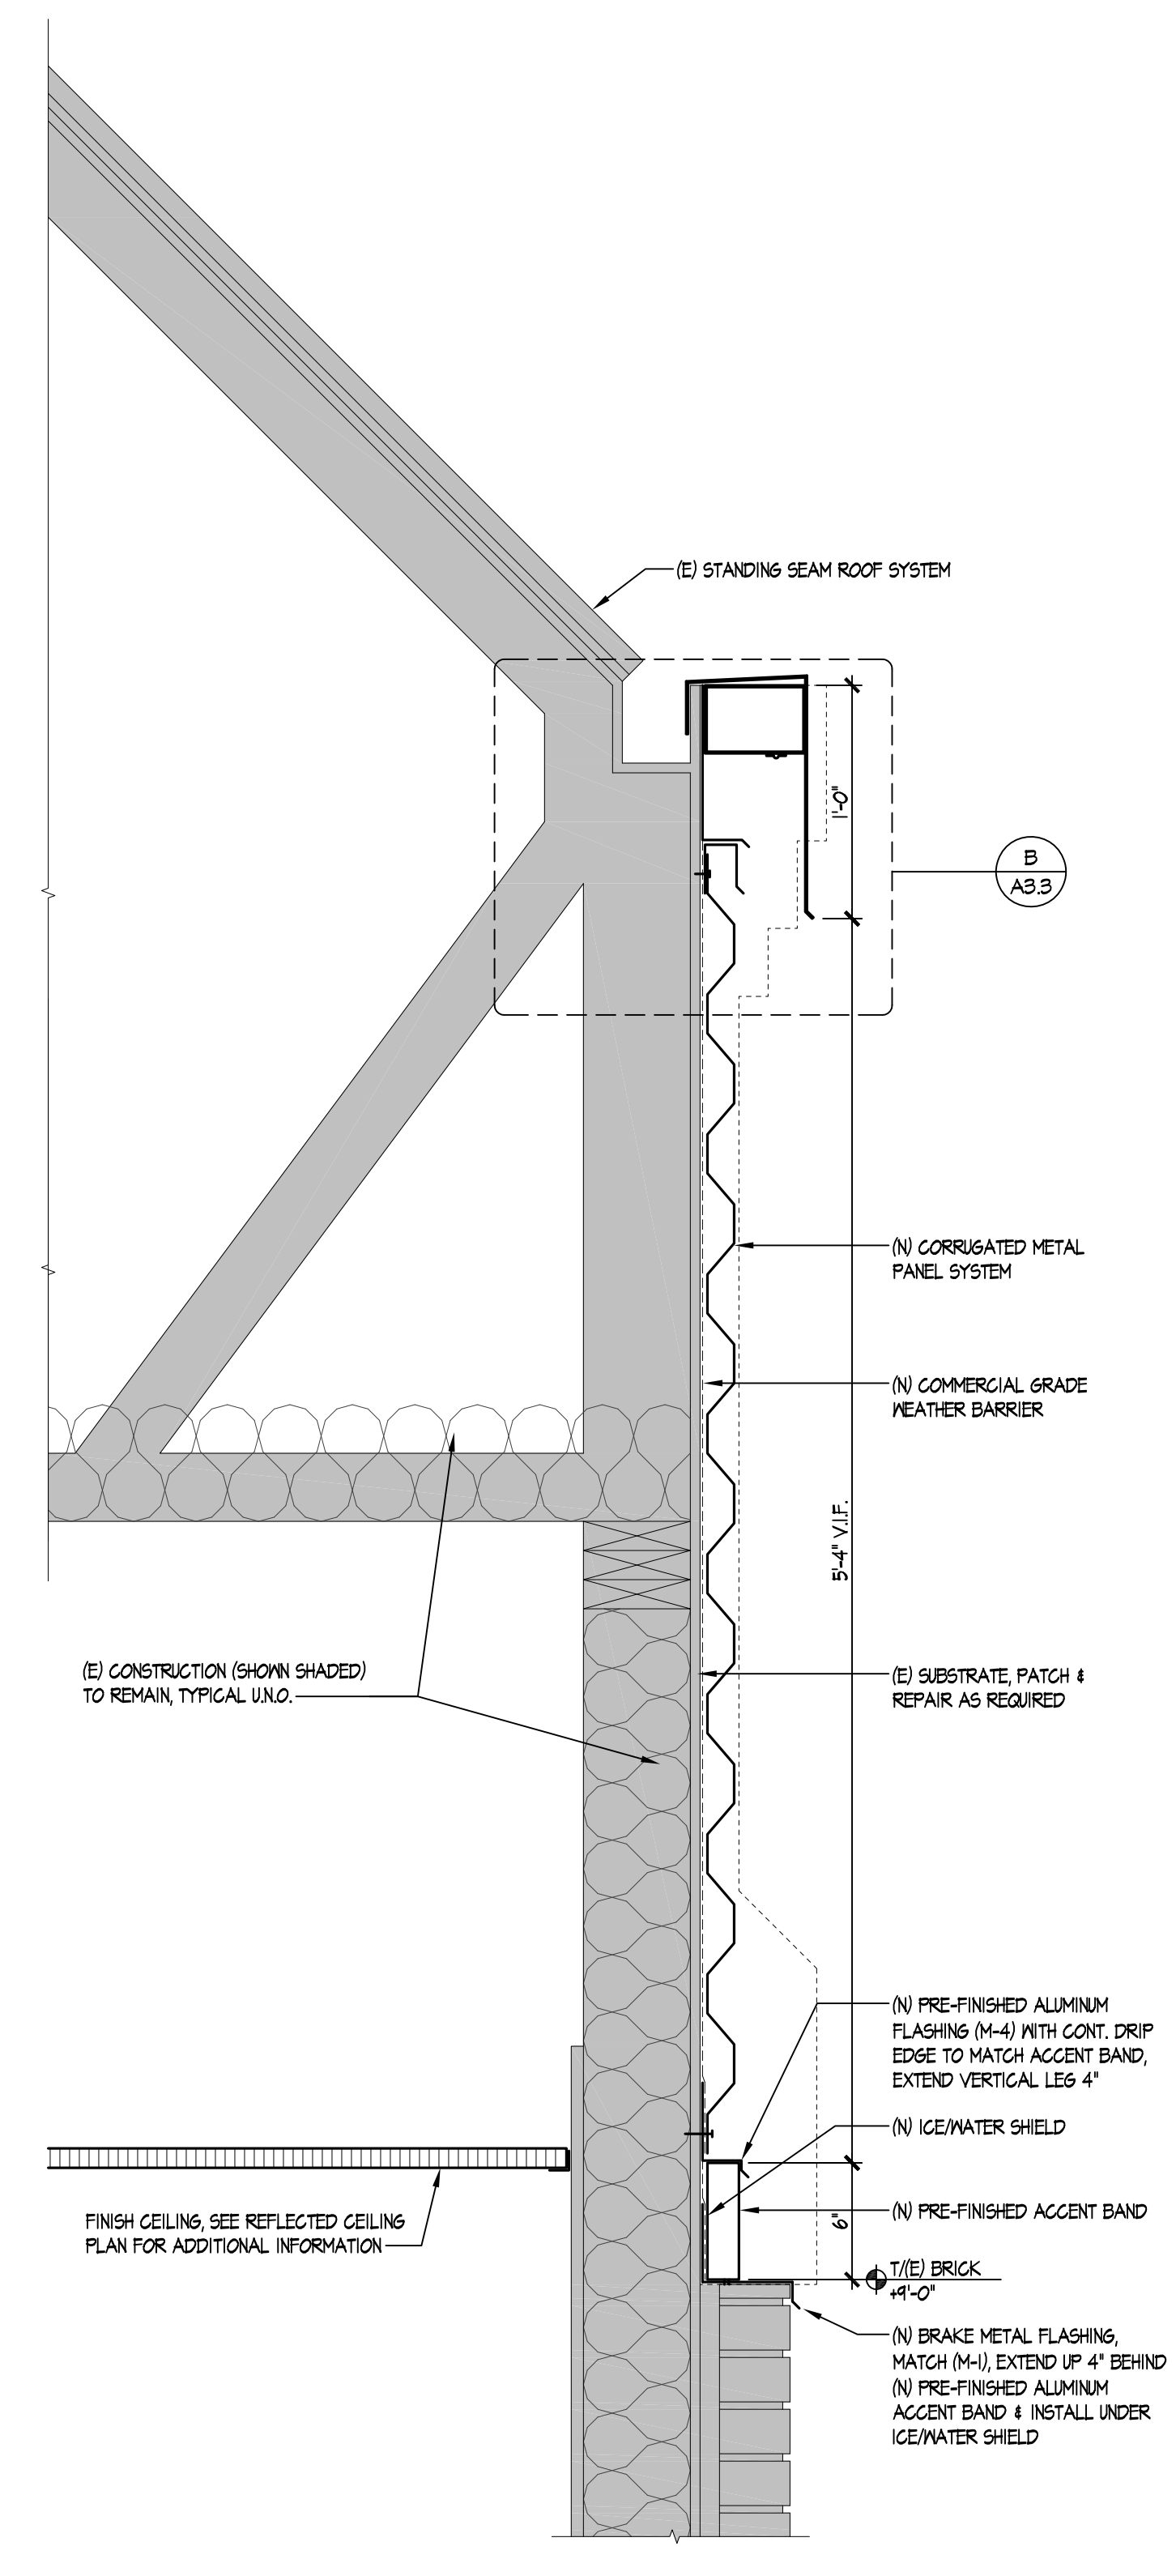 (E) STANDING SEAM ROOF SYSTEM
1'-0"
B
A3.3
(N) CORRUGATED METAL
PANEL SYSTEM
(N) COMMERCIAL GRADE
WEATHER BARRIER
5'-4" V.I.F.
(E) CONSTRUCTION (SHOWN SHADED)
TO REMAIN, TYPICAL U.N.O.
(E) SUBSTRATE, PATCH &
REPAIR AS REQUIRED
(N) PRE-FINISHED ALUMINUM
FLASHING (M-4) WITH CONT. DRIP
EDGE TO MATCH ACCENT BAND,
EXTEND VERTICAL LEG 4"
(N) ICE/WATER SHIELD
(N) PRE-FINISHED ACCENT BAND
6"
FINISH CEILING, SEE REFLECTED CEILING
PLAN FOR ADDITIONAL INFORMATION
T/(E) BRICK
+9'-0"
(N) BRAKE METAL FLASHING,
MATCH (M-1), EXTEND UP 4" BEHIND
(N) PRE-FINISHED ALUMINUM
ACCENT BAND & INSTALL UNDER
ICE/WATER SHIELD